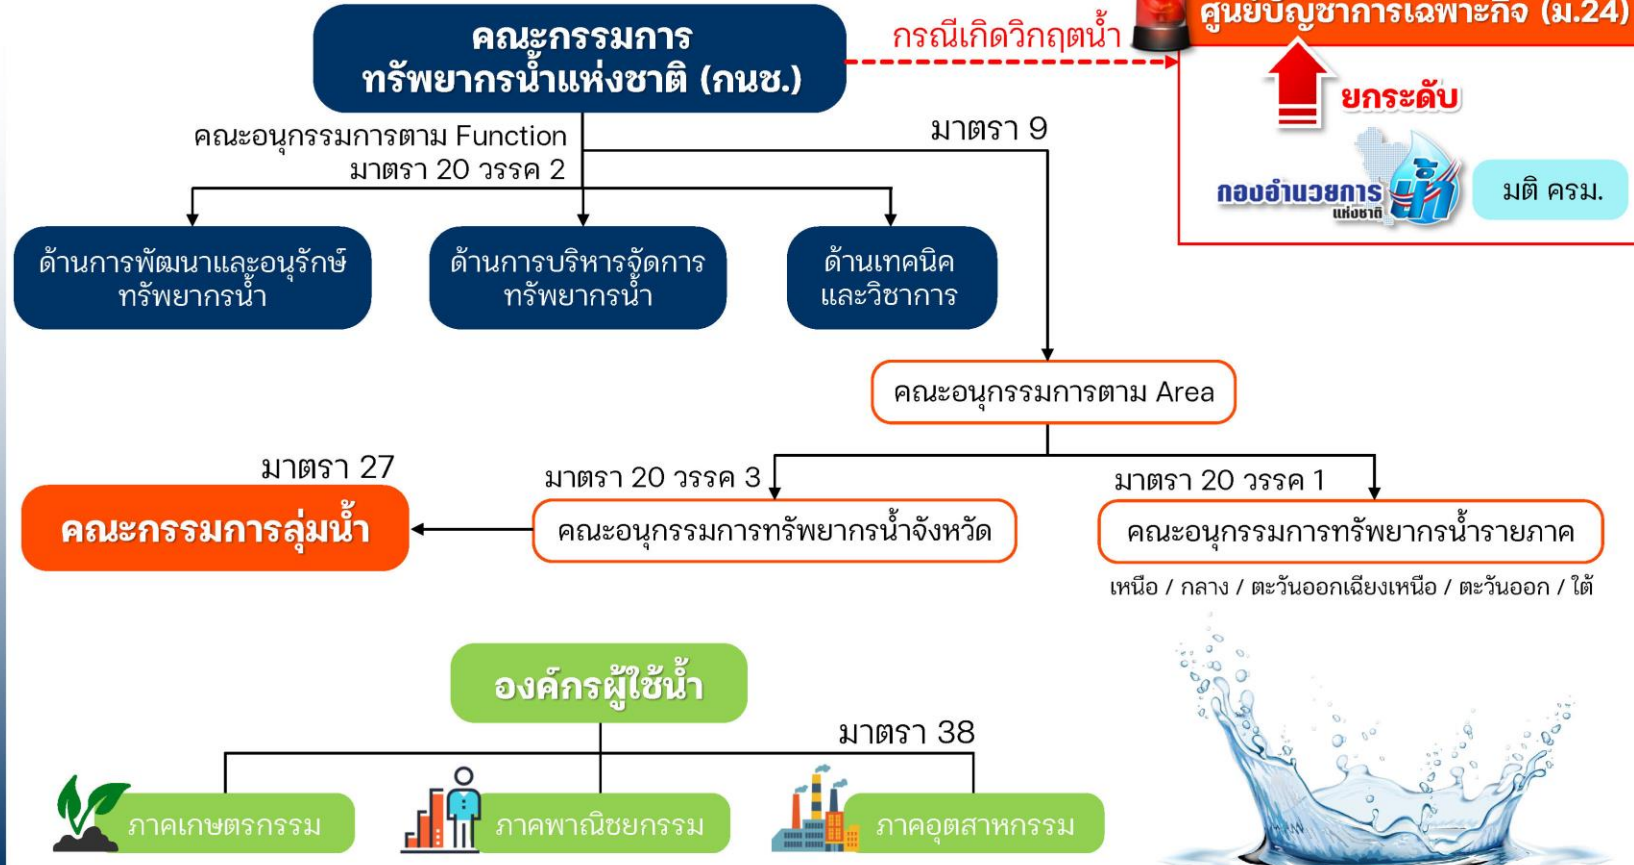 คณะกรรมการ
ทรัพยากรน้ำแห่งชาติ (กนช.)
กรณีเกิดวิกฤตน้ำ
ศูนย์บัญชาการเฉพาะกิจ (ม.24)
ยกระดับ
กองอำนวยการ
น้ำ
แห่งชาติ
มติ ครม.
คณะอนุกรรมการตาม Function
มาตรา 20 วรรค 2
มาตรา 9
ด้านการพัฒนาและอนุรักษ์
ทรัพยากรน้ำ
ด้านการบริหารจัดการ
ทรัพยากรน้ำ
ด้านเทคนิค
และวิชาการ
คณะอนุกรรมการตาม Area
มาตรา 27
คณะกรรมการลุ่มน้ำ
มาตรา 20 วรรค 3
คณะอนุกรรมการทรัพยากรน้ำจังหวัด
มาตรา 20 วรรค 1
คณะอนุกรรมการทรัพยากรน้ำรายภาค
เหนือ / กลาง / ตะวันออกเฉียงเหนือ / ตะวันออก / ใต้
องค์กรผู้ใช้น้ำ
มาตรา 38
ภาคเกษตรกรรม
ภาคพาณิชยกรรม
ภาคอุตสาหกรรม